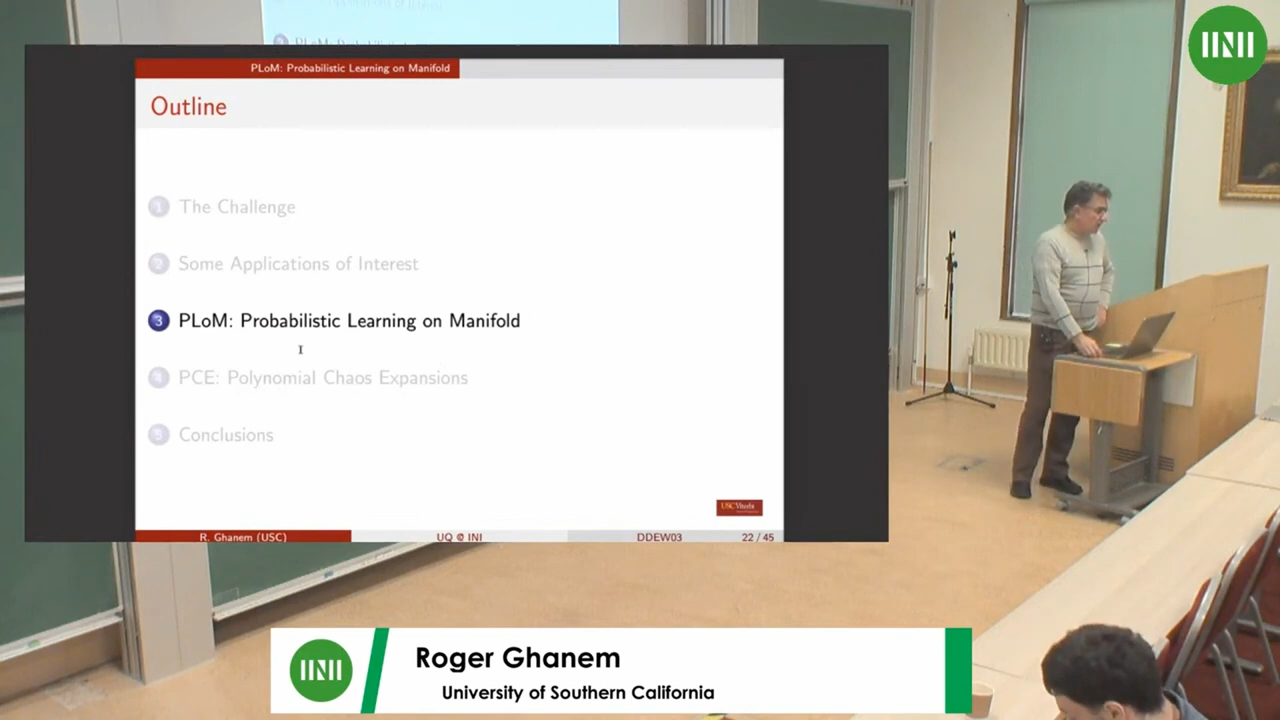 PLoM: Probabilistic Learning on Manifold
Outline
1 The Challenge
2 Some Applications of Interest
3 PLoM: Probabilistic Learning on Manifold
4 PCE: Polynomial Chaos Expansions
5 Conclusions
USC Viterbi
R. Ghanem (USC) UQ @ INI DDEW03 22 / 45
Roger Ghanem
University of Southern California